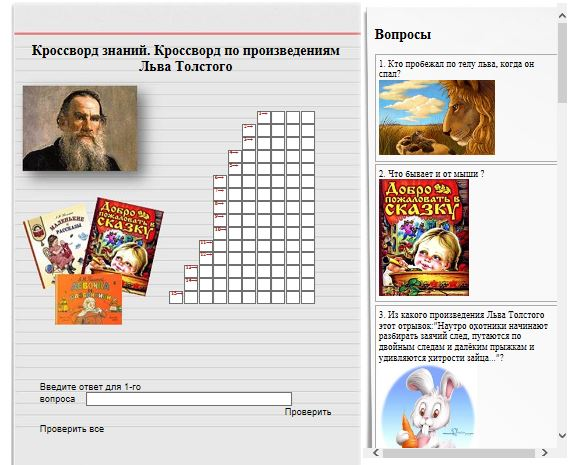 Кроссворд знаний. Кроссворд по произведениям
Льва Толстого
МАЛЕНЬКИЕ
РАССКАЗЫ
ДОБРО
ПОЖАЛОВАТЬ В
СКАЗКУ
ДЕВОЧКА
Введите ответ для 1-го
вопроса
Проверить
Проверить все
Вопросы
1. Кто пробежал по телу льва, когда он
спал?
2. Что бывает и от мыши ?
ДОБРО
ПОЖАЛОВАТЬ В
СКАЗКУ
3. Из какого произведения Льва Толстого
этот отрывок:"Наутро охотники начинают
разбирать заячий след, путаются по
двойным следам и далёким прыжкам и
удивляются хитрости зайца..."?